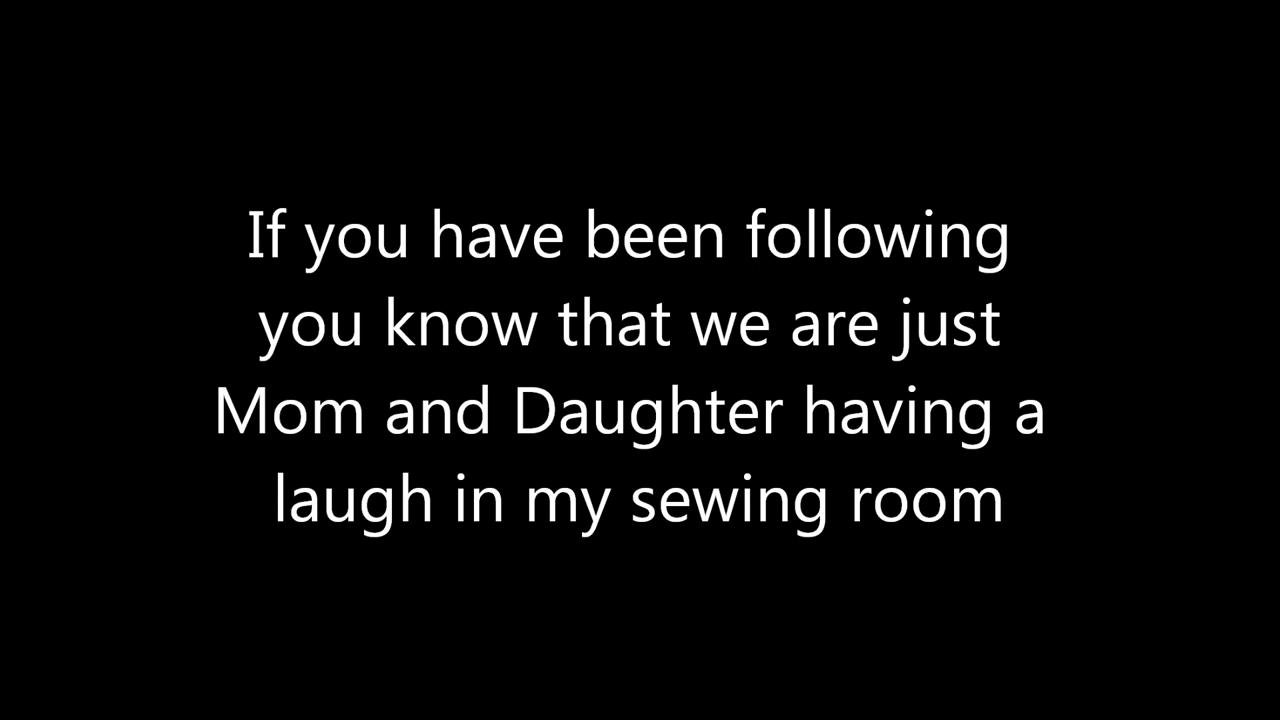 If you have been following
you know that we are just
Mom and Daughter having a
laugh in my sewing room